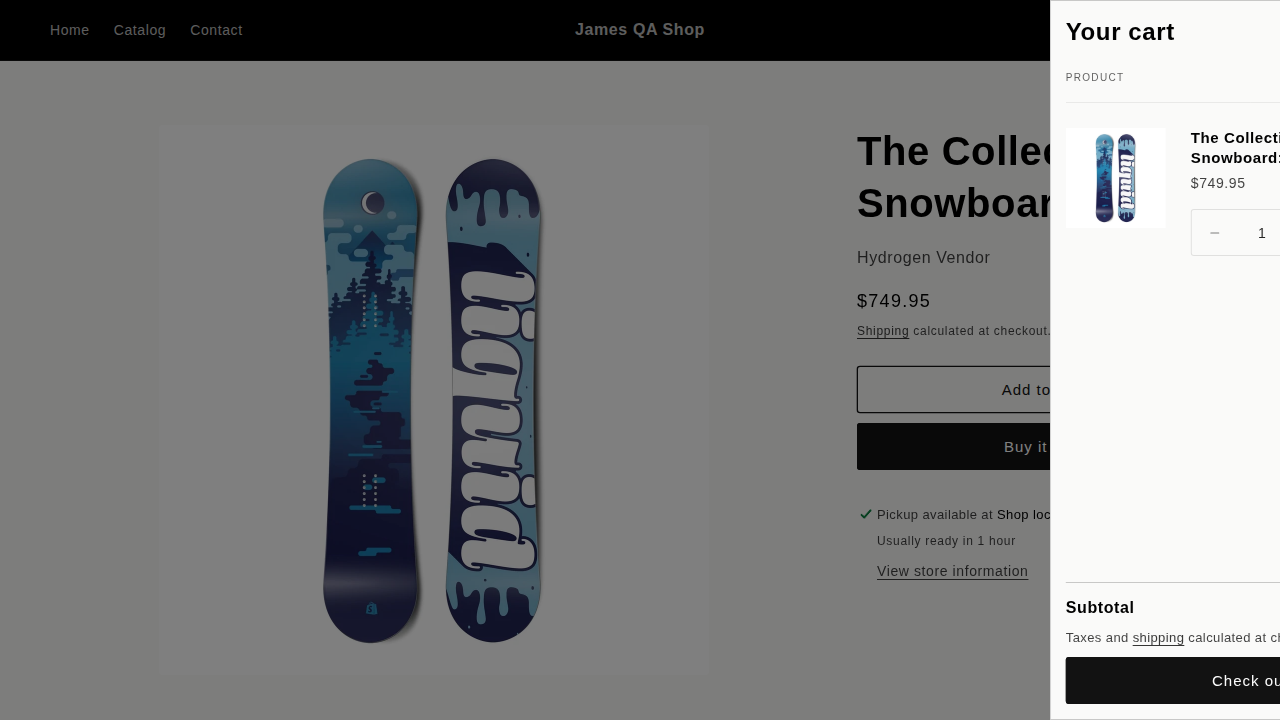 Home Catalog Contact
James QA Shop
liquid
The Collec
Snowboar
Hydrogen Vendor
$749.95
Shipping calculated at checkout.
Add to
Buy it
Pickup available at Shop loc
Usually ready in 1 hour
View store information
Your cart
PRODUCT
liquid
The Collecti
Snowboard:
$749.95
− 1
Subtotal
Taxes and shipping calculated at ch
Check ou